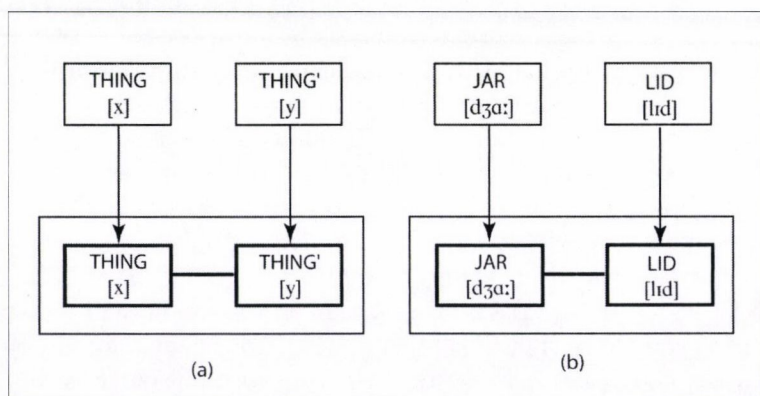 THING
[x]
THING'
[y]
JAR
[dʒɑː]
LID
[lɪd]
THING
[x]
THING'
[y]
JAR
[dʒɑː]
LID
[lɪd]
(a)
(b)